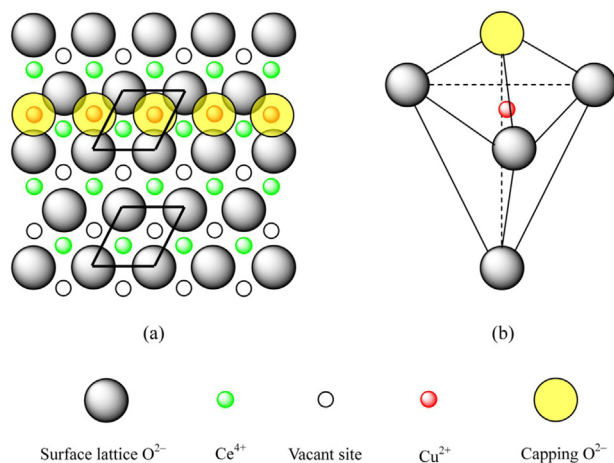 (a) (b)
Surface lattice O²⁻ Ce⁴⁺ Vacant site Cu²⁺ Capping O²⁻